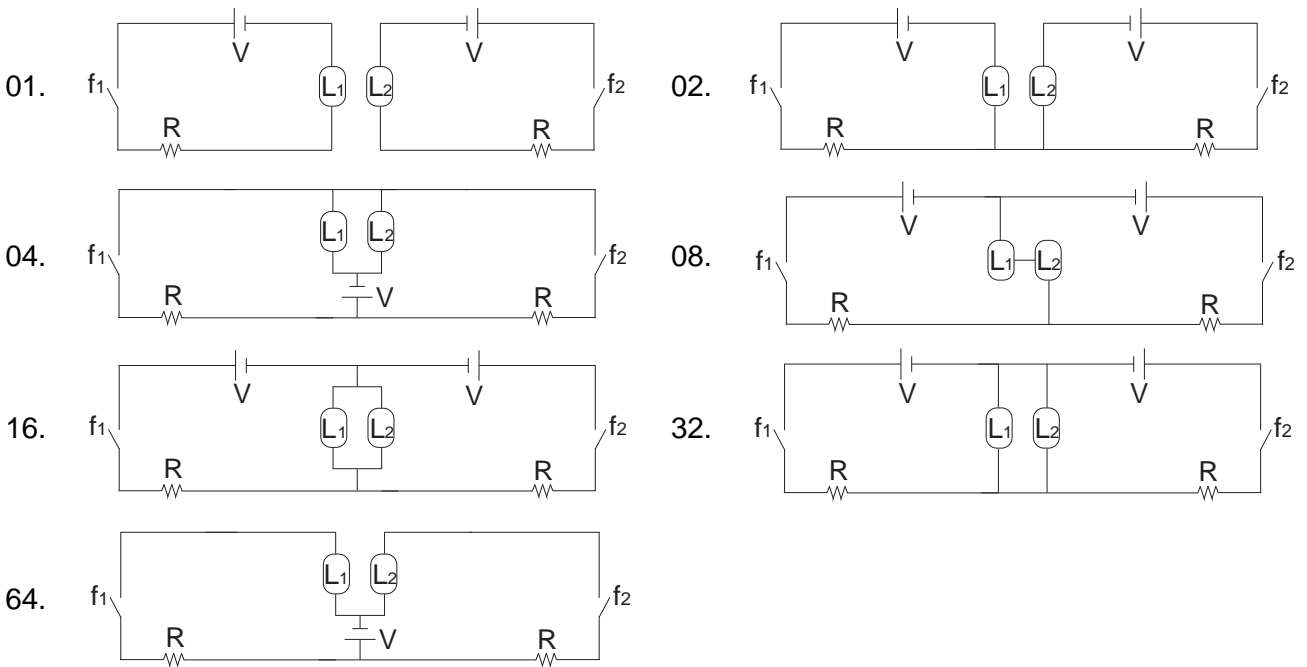 01. f1 V L1 R
L2 V f2 R
02. f1 V L1 R
L2 V f2 R
04. f1 L1 L2 f2
R V R
08. f1 V L1 L2 V f2
R R
16. f1 V L1 L2 V f2
R R
32. f1 V L1 L2 V f2
R R
64. f1 L1 L2 f2
R V R